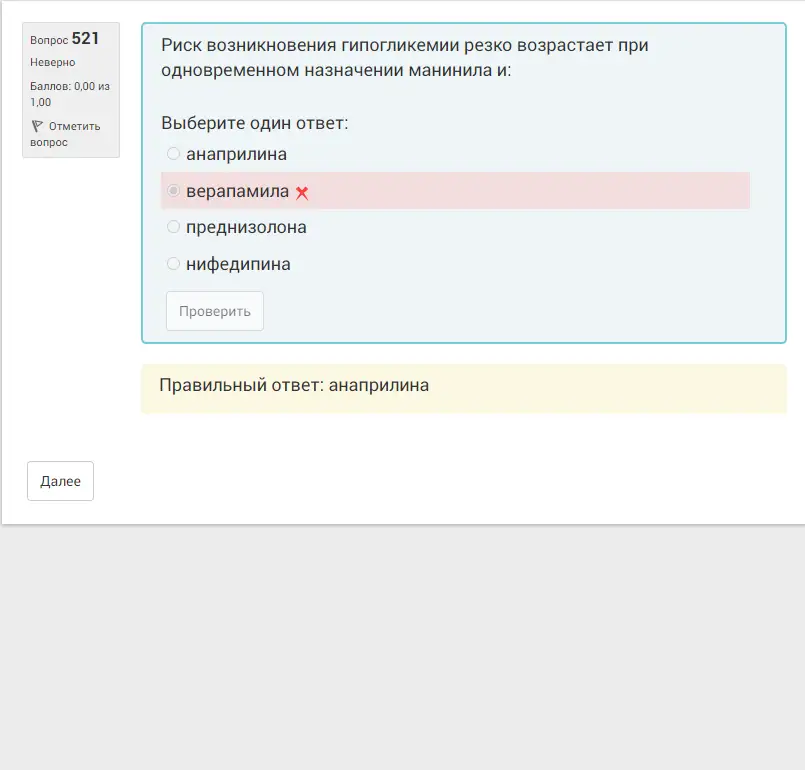 Вопрос 521
Неверно
Баллов: 0,00 из
1,00
Отметить
вопрос
Риск возникновения гипогликемии резко возрастает при
одновременном назначении манинила и:
Выберите один ответ:
анаприлина
верапамила
преднизолона
нифедипина
Проверить
Правильный ответ: анаприлина
Далее